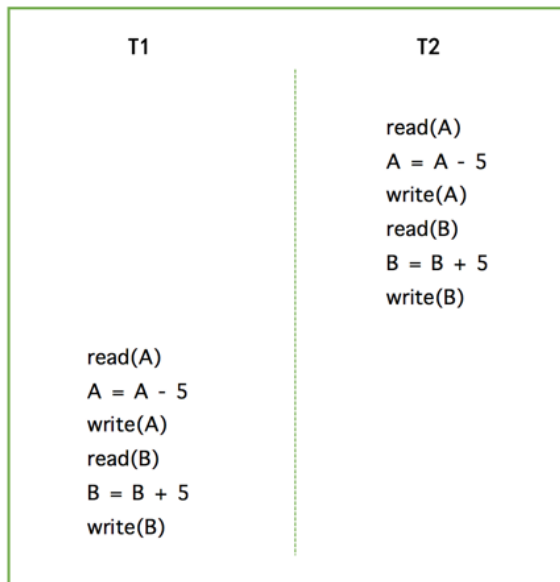 T1 T2
read(A)
A = A - 5
write(A)
read(B)
B = B + 5
write(B)
read(A)
A = A - 5
write(A)
read(B)
B = B + 5
write(B)